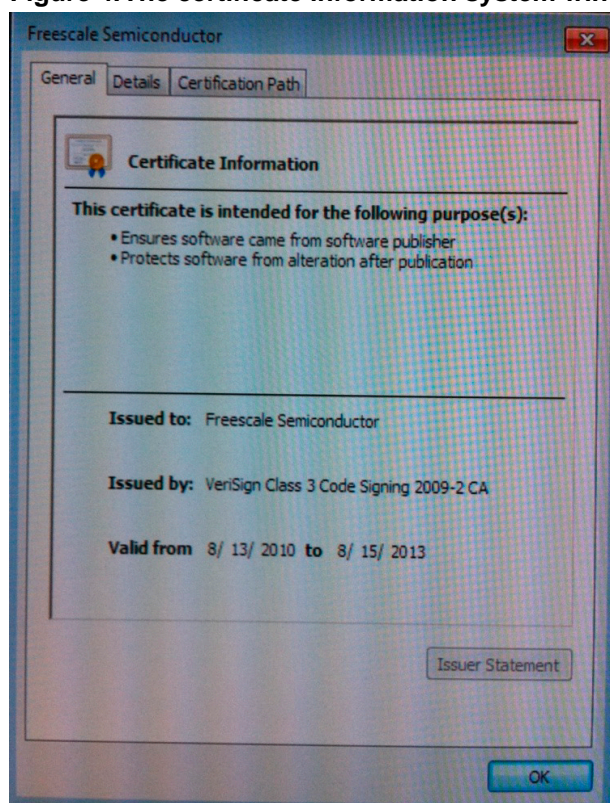 Freescale Semiconductor
General Details Certification Path
Certificate Information
This certificate is intended for the following purpose(s):
• Ensures software came from software publisher
• Protects software from alteration after publication
Issued to: Freescale Semiconductor
Issued by: VeriSign Class 3 Code Signing 2009-2 CA
Valid from 8/ 13/ 2010 to 8/ 15/ 2013
Issuer Statement
OK